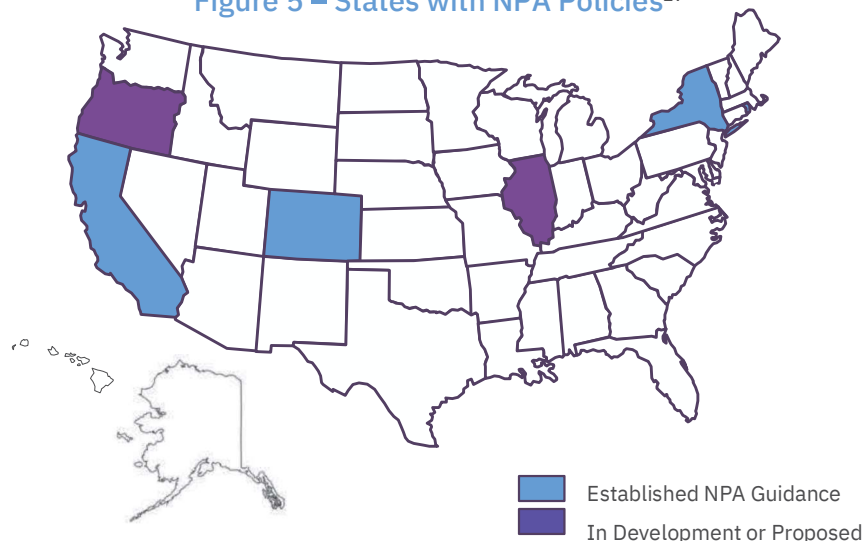 Figure 5 – States with NPA Policies
Established NPA Guidance
In Development or Proposed